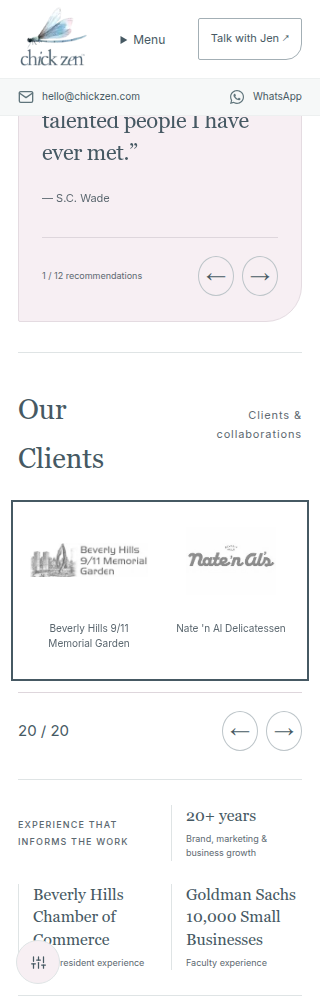 chick zen
▶ Menu
Talk with Jen ↗
hello@chickzen.com
WhatsApp
talented people I have
ever met.”
— S.C. Wade
1 / 12 recommendations
← →
Our
Clients
Clients &
collaborations
Beverly Hills
9/11 Memorial
Garden
Nate 'n Al's
Beverly Hills 9/11
Memorial Garden
Nate 'n Al Delicatessen
20 / 20
← →
EXPERIENCE THAT
INFORMS THE WORK
20+ years
Brand, marketing &
business growth
Beverly Hills
Chamber of
Commerce
resident experience
Goldman Sachs
10,000 Small
Businesses
Faculty experience